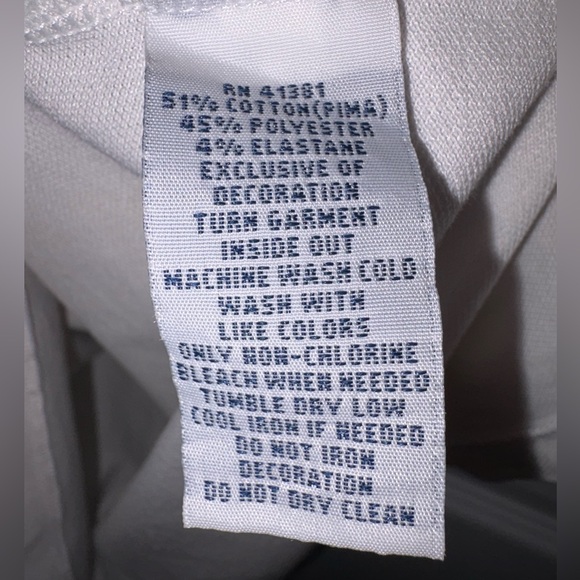 RN 41381
51% COTTON(PIMA)
45% POLYESTER
4% ELASTANE
EXCLUSIVE OF
DECORATION
TURN GARMENT
INSIDE OUT
MACHINE WASH COLD
WASH WITH
LIKE COLORS
ONLY NON-CHLORINE
BLEACH WHEN NEEDED
TUMBLE DRY LOW
COOL IRON IF NEEDED
DO NOT IRON
DECORATION
DO NOT DRY CLEAN